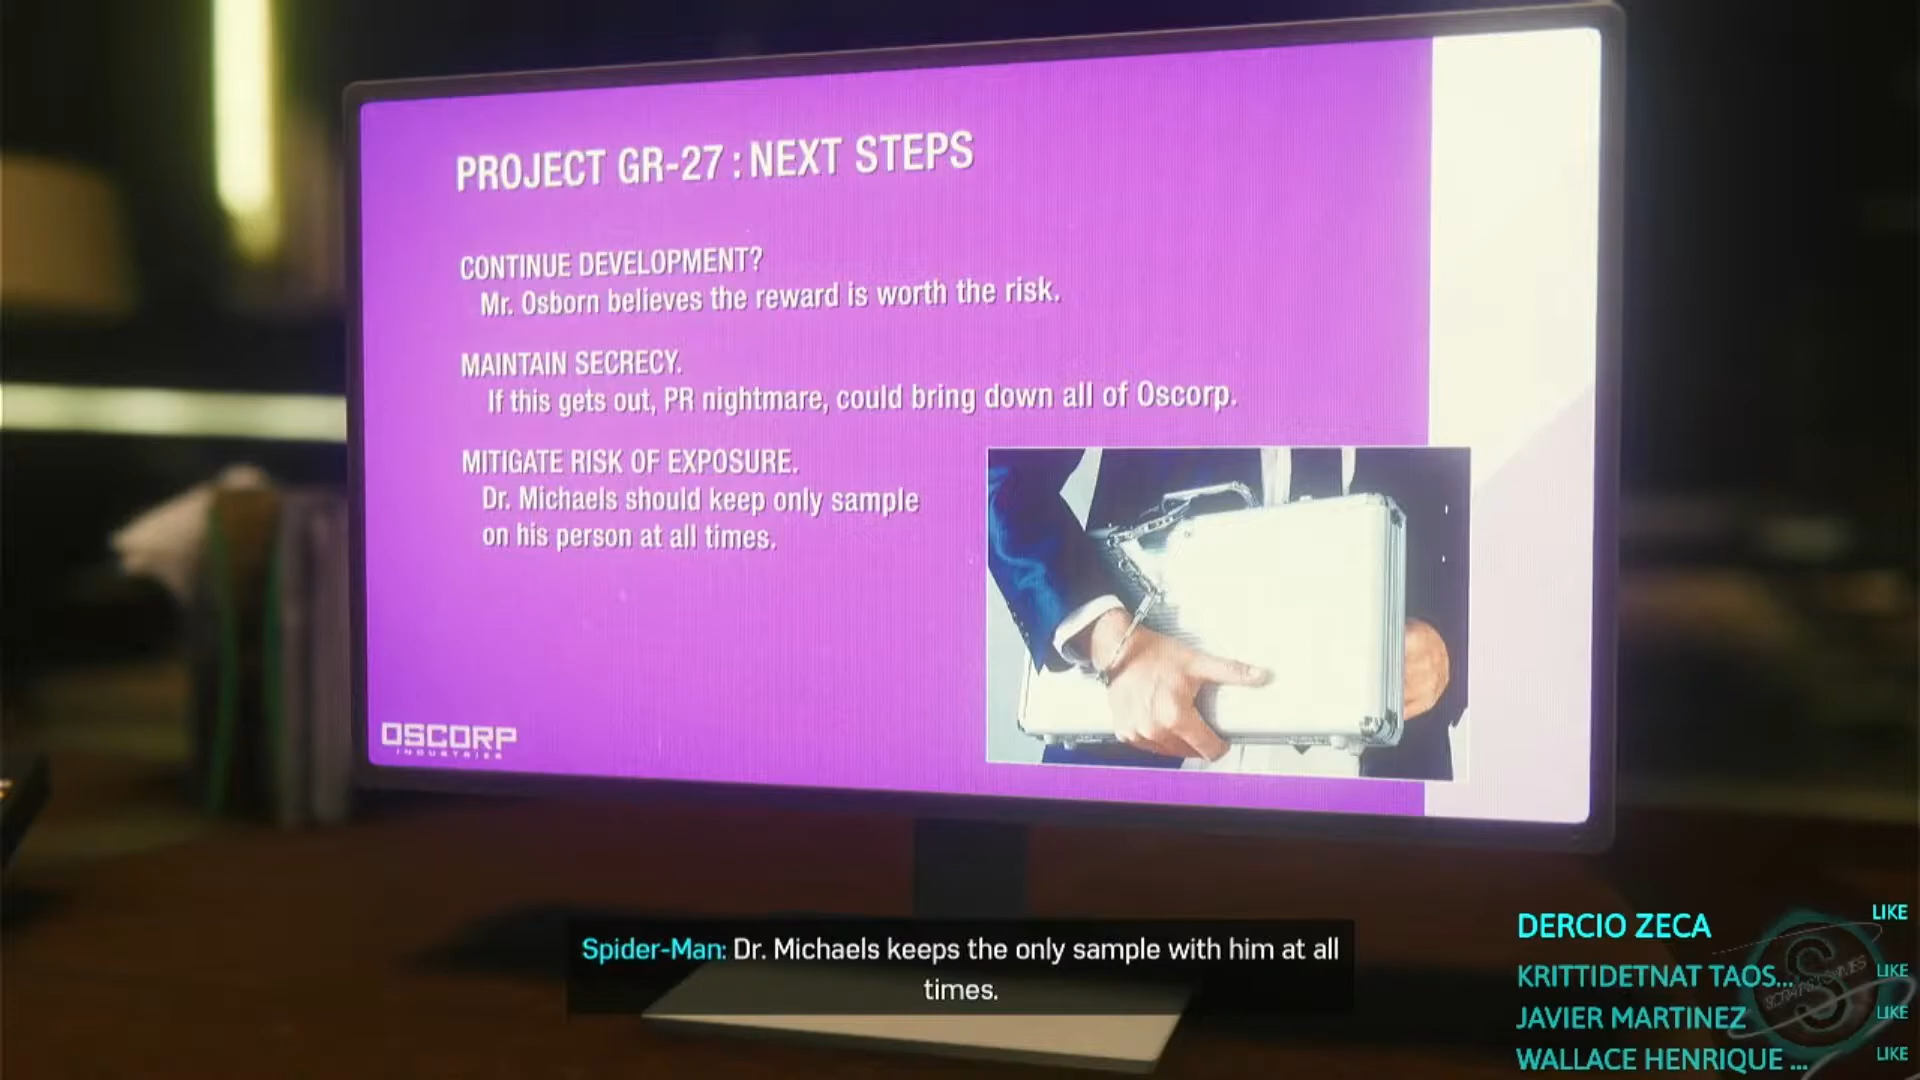 PROJECT GR-27 : NEXT STEPS
CONTINUE DEVELOPMENT?
Mr. Osborn believes the reward is worth the risk.
MAINTAIN SECRECY.
If this gets out, PR nightmare, could bring down all of Oscorp.
MITIGATE RISK OF EXPOSURE.
Dr. Michaels should keep only sample
on his person at all times.
OSCORP
INDUSTRIES
Spider-Man: Dr. Michaels keeps the only sample with him at all
times.
DERCIO ZECA LIKE
KRITTIDETNAT TAOS... LIKE
JAVIER MARTINEZ LIKE
WALLACE HENRIQUE ... LIKE